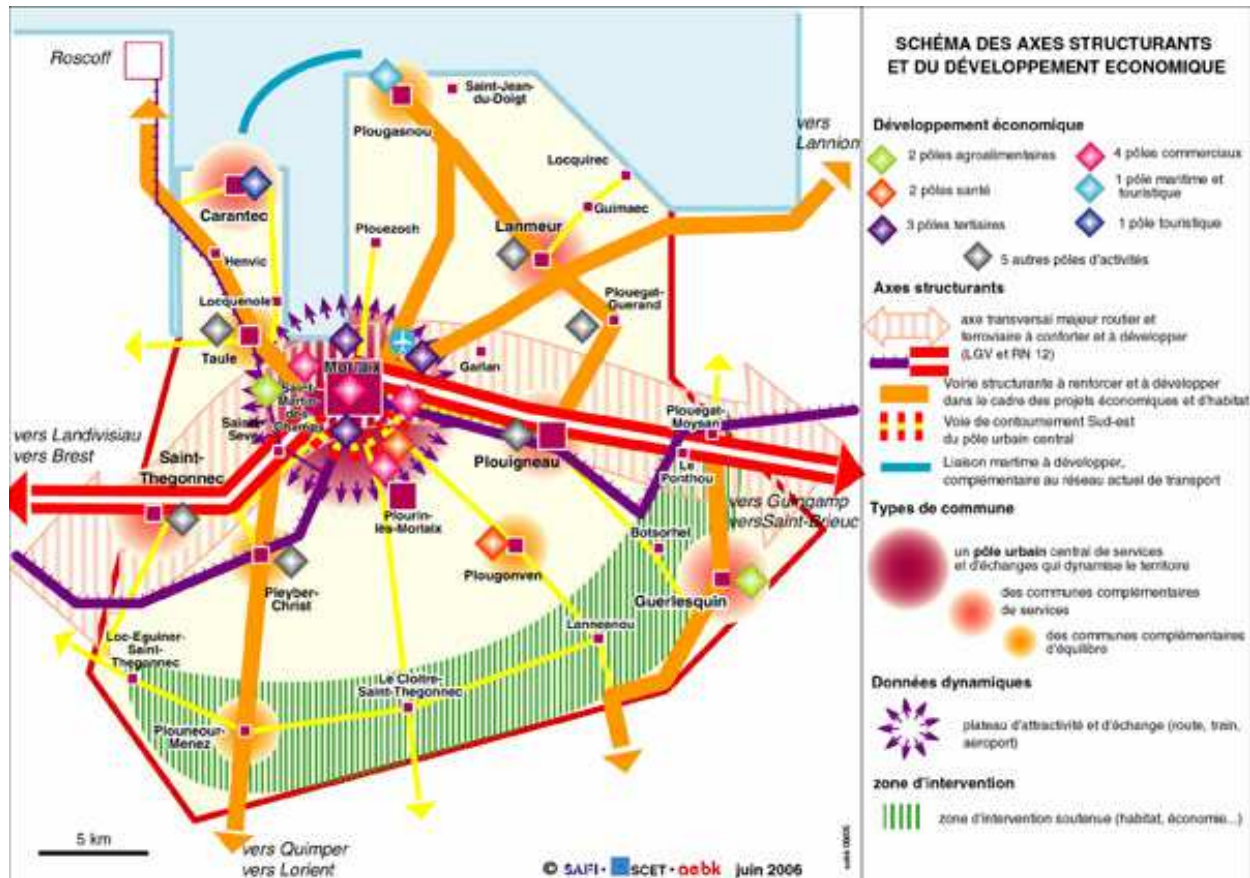 SCHÉMA DES AXES STRUCTURANTS
ET DU DÉVELOPPEMENT ECONOMIQUE
Développement économique
2 pôles agroalimentaires
4 pôles commerciaux
2 pôles santé
1 pôle maritime et
touristique
3 pôles tertiaires
1 pôle touristique
5 autres pôles d'activités
Axes structurants
axe transversal majeur routier et
ferroviaire à conforter et à développer
(LGV et RN 12)
Voirie structurante à renforcer et à développer
dans le cadre des projets économiques et d'habitat
Voie de contournement Sud-est
du pôle urbain central
Liaison martime à développer,
complémentaire au réseau actuel de transport
Types de commune
un pôle urbain central de services
et d'échanges qui dynamise le territoire
des communes complémentaires
de services
des communes complémentaires
d'équilibre
Données dynamiques
plateau d'attractivité et d'échange (route, train,
aeroport)
zone d'intervention
zone d'intervention soutenue (habitat, économie...)
Roscoff
Saint-Jean-
du-Doigt
Plougasnou
vers
Lannion
Locquirec
Guimaec
Carantec
Plouezoch
Lanmeur
Henvic
Locquenole
Plouegat-
Guerand
Taule
Morlaix
Garlan
Saint-
Martin
des
Champs
Sainte-
Seve
Plouegat-
Moysan
vers Landivisiau
vers Brest
Saint-
Thegonnec
Plouigneau
Le
Ponthou
vers Guingamp
versSaint-Brieuc
Plourin-
les-Morlaix
Botsorhel
Plougonven
Pleyber-
Christ
Guerlesquin
Lanneanou
Loc-Eguiner-
Saint-
Thegonnec
Le Cloître-
Saint-Thegonnec
Plouneour-
Menez
5 km
vers Quimper
vers Lorient
© SAFI • SCET • aebk juin 2006